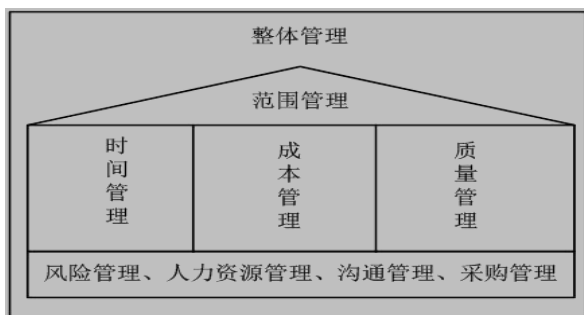 整体管理
范围管理
时间管理
成本管理
质量管理
风险管理、人力资源管理、沟通管理、采购管理